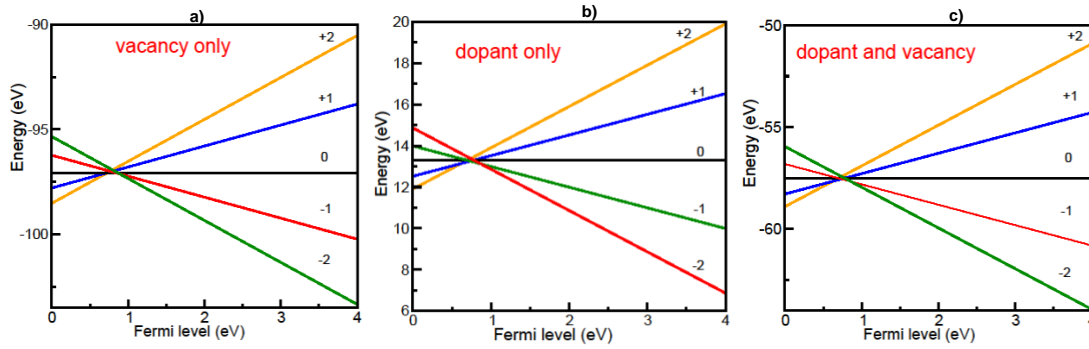 a)
vacancy only
Energy (eV)
-90
-95
-100
+2
+1
0
-1
-2
0 1 2 3 4
Fermi level (eV)
b)
dopant only
Energy (eV)
20
18
16
14
12
10
8
6
+2
+1
0
-1
-2
0 1 2 3 4
Fermi level (eV)
c)
dopant and vacancy
Energy (eV)
-50
-55
-60
+2
+1
0
-1
-2
0 1 2 3 4
Fermi level (eV)